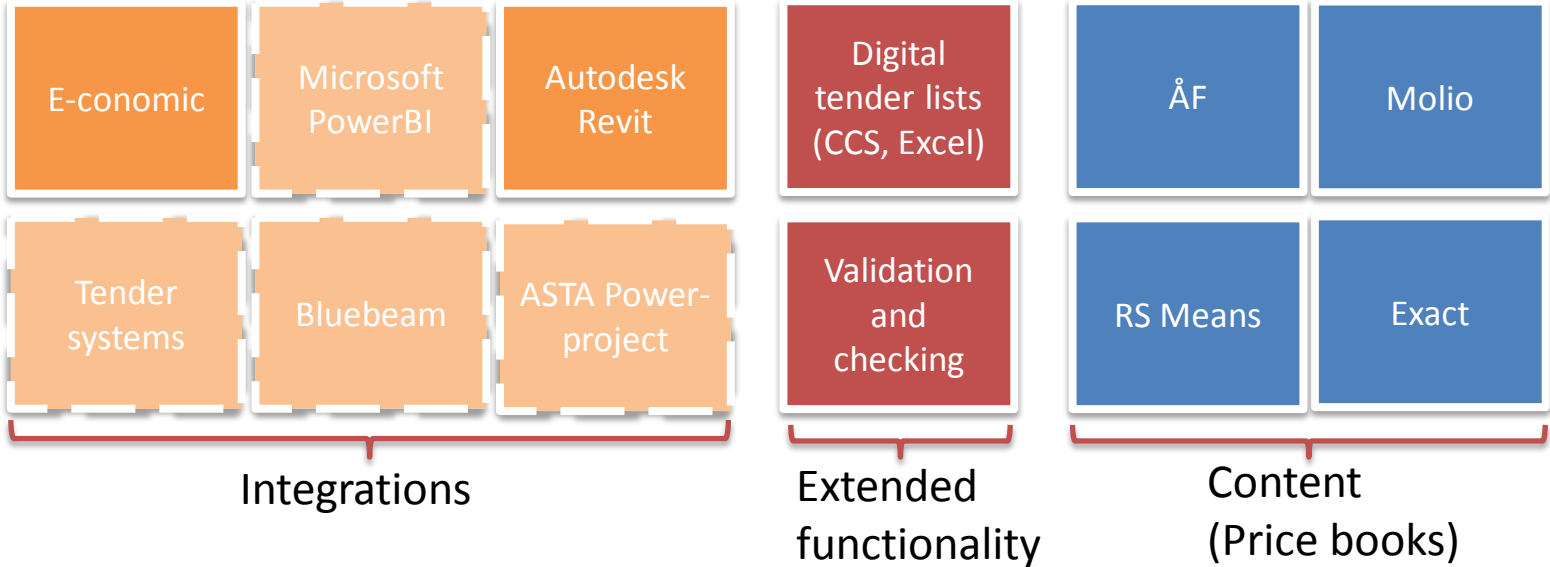 E-conomic
Microsoft
PowerBI
Autodesk
Revit
Digital
tender lists
(CCS, Excel)
ÅF
Molio
Tender
systems
Bluebeam
ASTA Power-
project
Validation
and
checking
RS Means
Exact
Integrations
Extended
functionality
Content
(Price books)